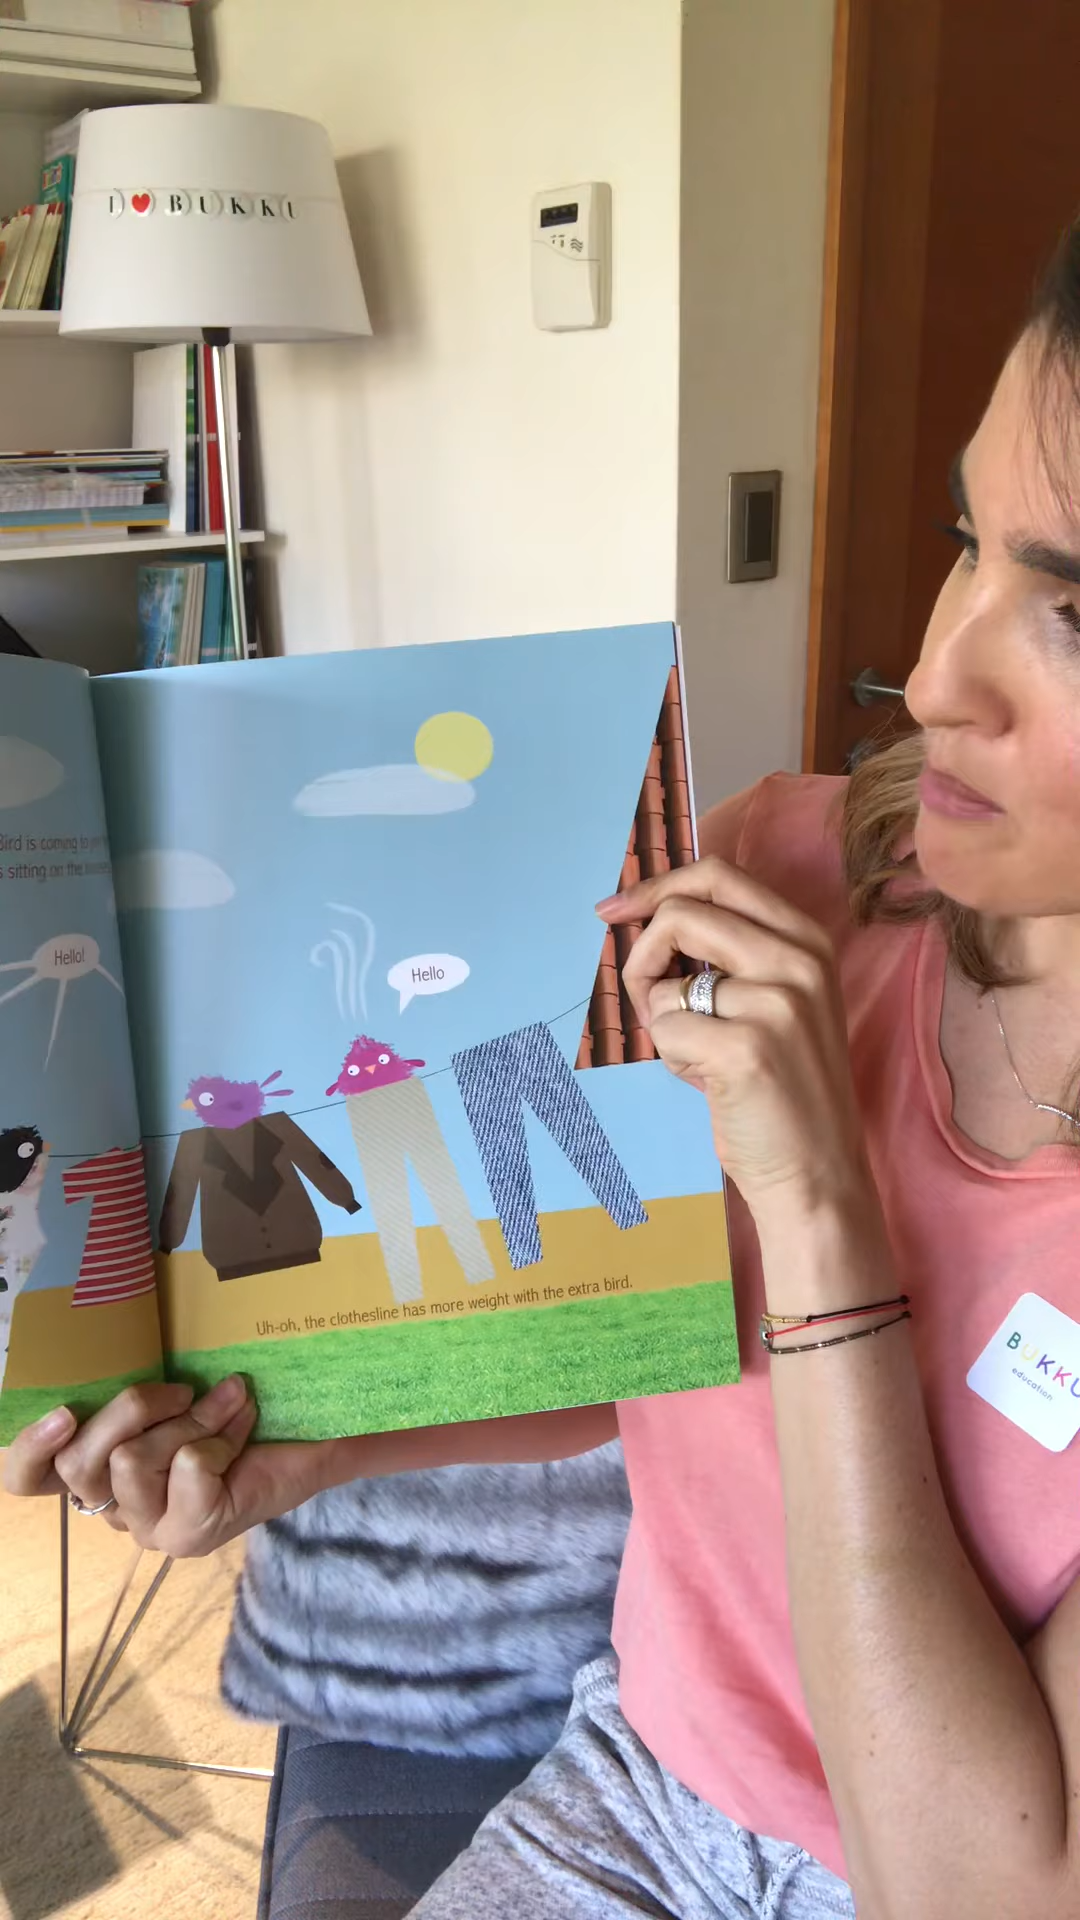 I ❤ BUKKU
Bird is coming to
s sitting on the
Hello!
Hello
Uh-oh, the clothesline has more weight with the extra bird.
BUKKU
education